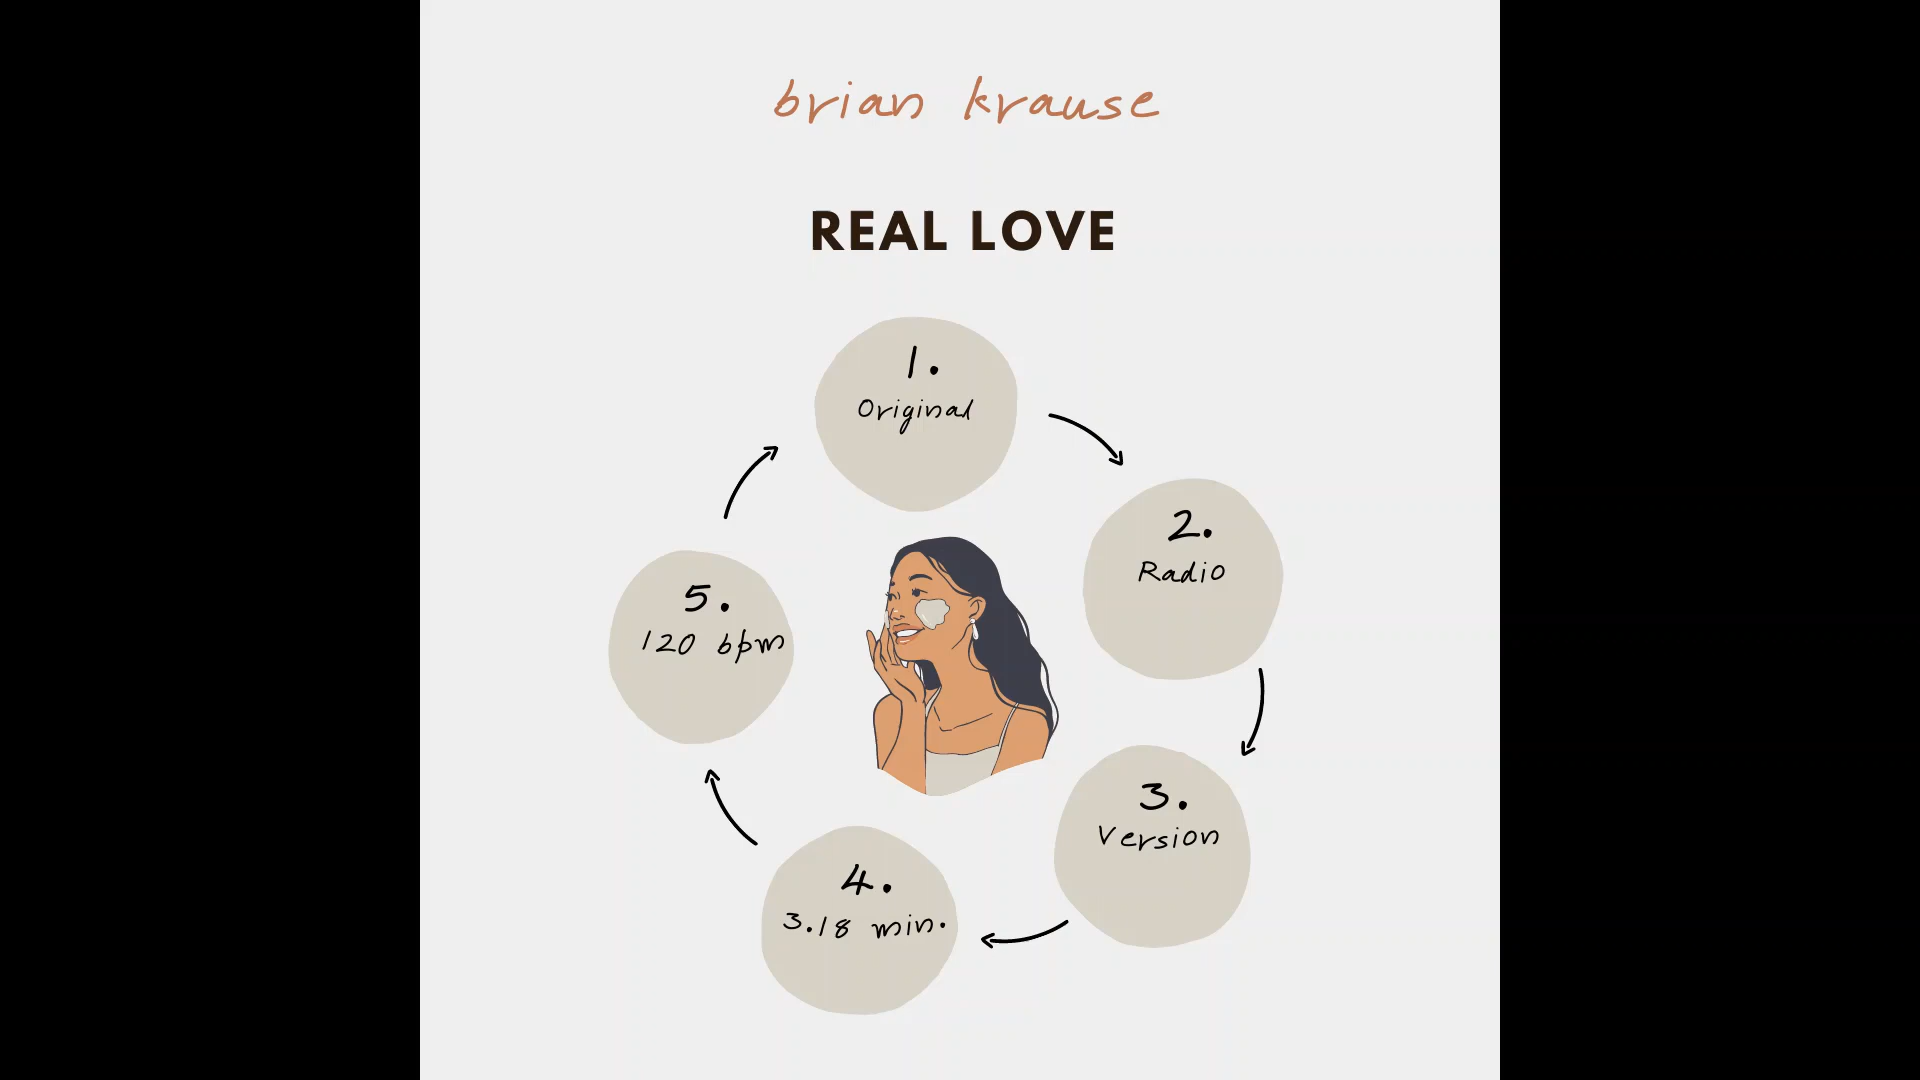 brian krause
REAL LOVE
1.
Original
2.
Radio
3.
Version
4.
3.18 min.
5.
120 bpm